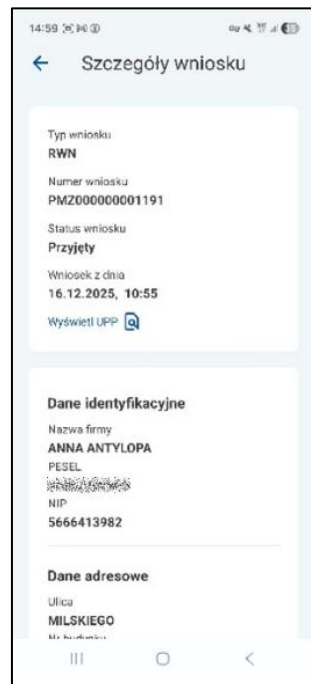 14:59
Szczegóły wniosku
Typ wniosku
RWN
Numer wniosku
PMZ000000001191
Status wniosku
Przyjęty
Wniosek z dnia
16.12.2025, 10:55
Wyświetl UPP
Dane identyfikacyjne
Nazwa firmy
ANNA ANTYLOPA
PESEL
NIP
5666413982
Dane adresowe
Ulica
MILSKIEGO